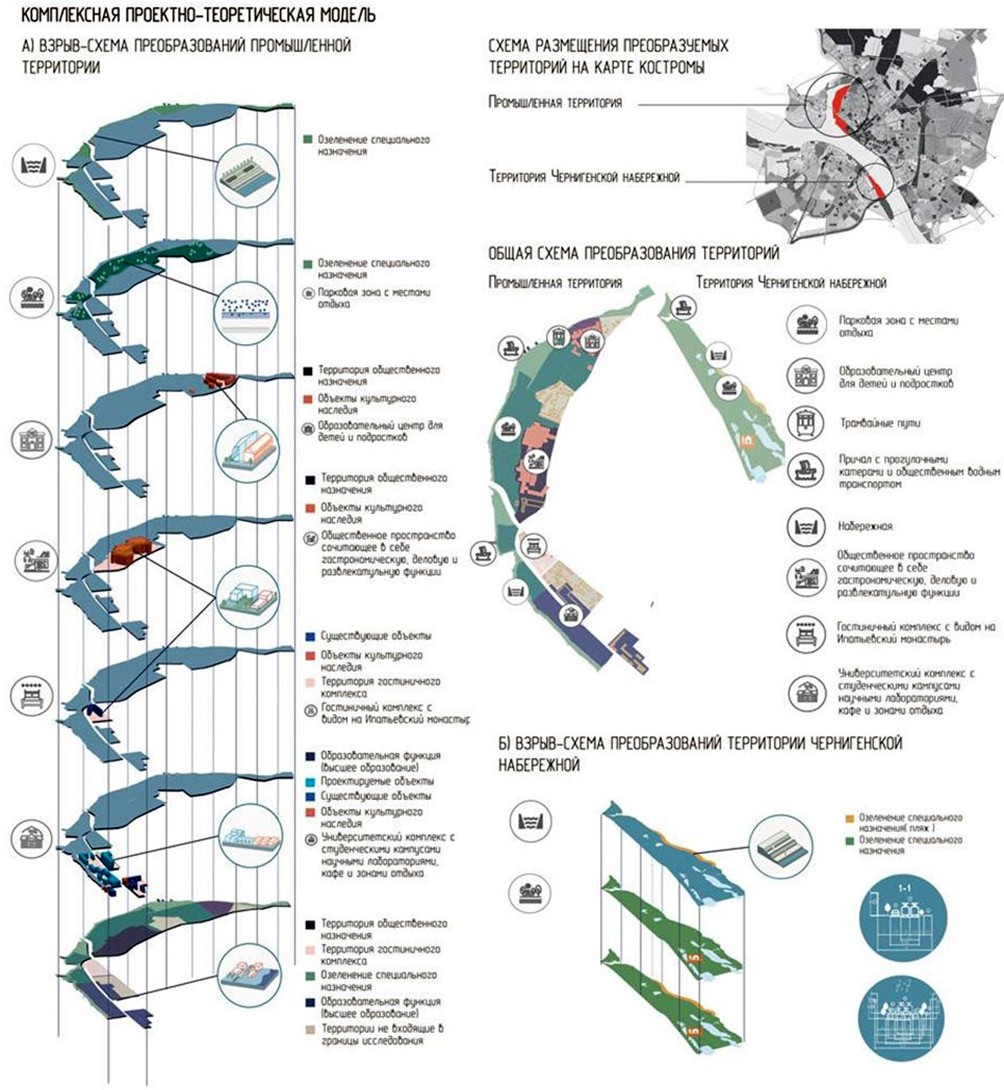 КОМПЛЕКСНАЯ ПРОЕКТНО-ТЕОРЕТИЧЕСКАЯ МОДЕЛЬ
А) ВЗРЫВ-СХЕМА ПРЕОБРАЗОВАНИЙ ПРОМЫШЛЕННОЙ
ТЕРРИТОРИИ
Озеленение специального
назначения
Озеленение специального
назначения
Парковая зона с местами
отдыха
Территория общественного
назначения
Объекты культурного
наследия
Образовательный центр для
детей и подростков
Территория общественного
назначения
Объекты культурного
наследия
Общественное пространство
сочитающее в себе
гастрономическую, деловую и
развлекатульную функции
Существующие объекты
Объекты культурного
наследия
Территория гостиничного
комплекса
Гостиничный комплекс с
видом на Ипатьевский монастыр
Образовательная функция
(высшее образование)
Проектируемые объекты
Существующие объекты
Объекты культурного
наследия
Университетский комплекс с
студенческими кампусами
научными лабораториями,
кафе и зонами отдыха
Территория общественного
назначения
Территория гостиничного
комплекса
Озеленение специального
назначения
Образовательная функция
(высшее образование)
Территории не входящие в
границы исследования
СХЕМА РАЗМЕЩЕНИЯ ПРЕОБРАЗУЕМЫХ
ТЕРРИТОРИЙ НА КАРТЕ КОСТРОМЫ
Промышленная территория
Территория Чернигенской набережной
ОБЩАЯ СХЕМА ПРЕОБРАЗОВАНИЯ ТЕРРИТОРИЙ
Промышленная территория
Территория Чернигенской набережной
Парковая зона с местами
отдыха
Образовательный центр
для детей и подростков
Трамвайные пути
Причал с прогулочными
катерами и общественным водным
транспортом
Набережная
Общественное пространство
сочитающее в себе
гастрономическую, деловую и
развлекатульную функции
Гостиничный комплекс с видом на
Ипатьевский монастырь
Университетский комплекс с
студенческими кампусами
научными лабораториями,
кафе и зонами отдыха
Б) ВЗРЫВ-СХЕМА ПРЕОБРАЗОВАНИЙ ТЕРРИТОРИИ ЧЕРНИГЕНСКОЙ
НАБЕРЕЖНОЙ
Озеленение специального
назначения( пляж )
Озеленение специального
назначения
1-1